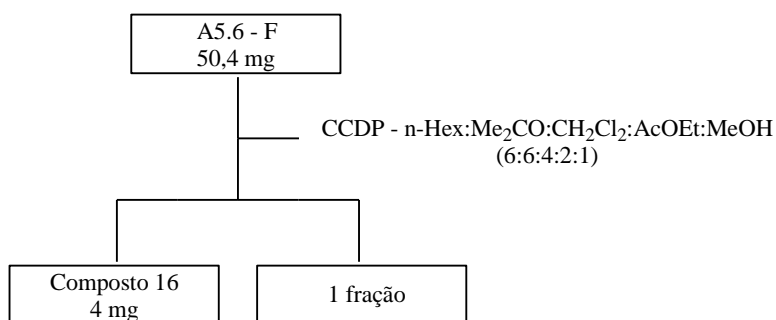 A5.6 - F
50,4 mg
CCDP - n-Hex:Me₂CO:CH₂Cl₂:AcOEt:MeOH
(6:6:4:2:1)
Composto 16
4 mg
1 fração